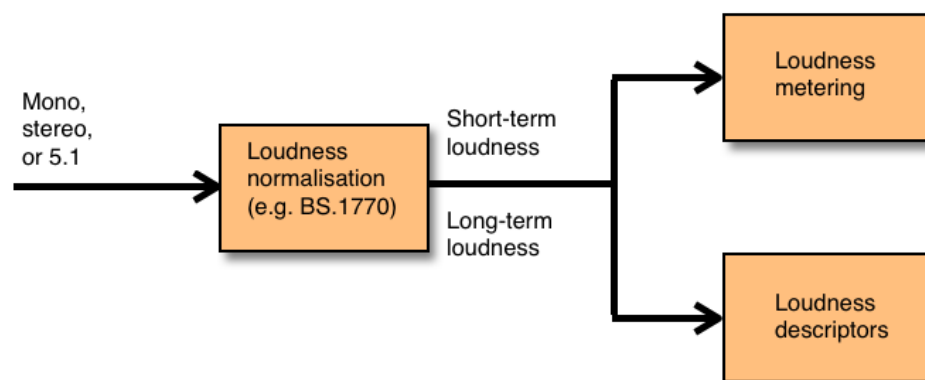 Mono,
stereo,
or 5.1
Loudness
normalisation
(e.g. BS.1770)
Short-term
loudness
Long-term
loudness
Loudness
metering
Loudness
descriptors